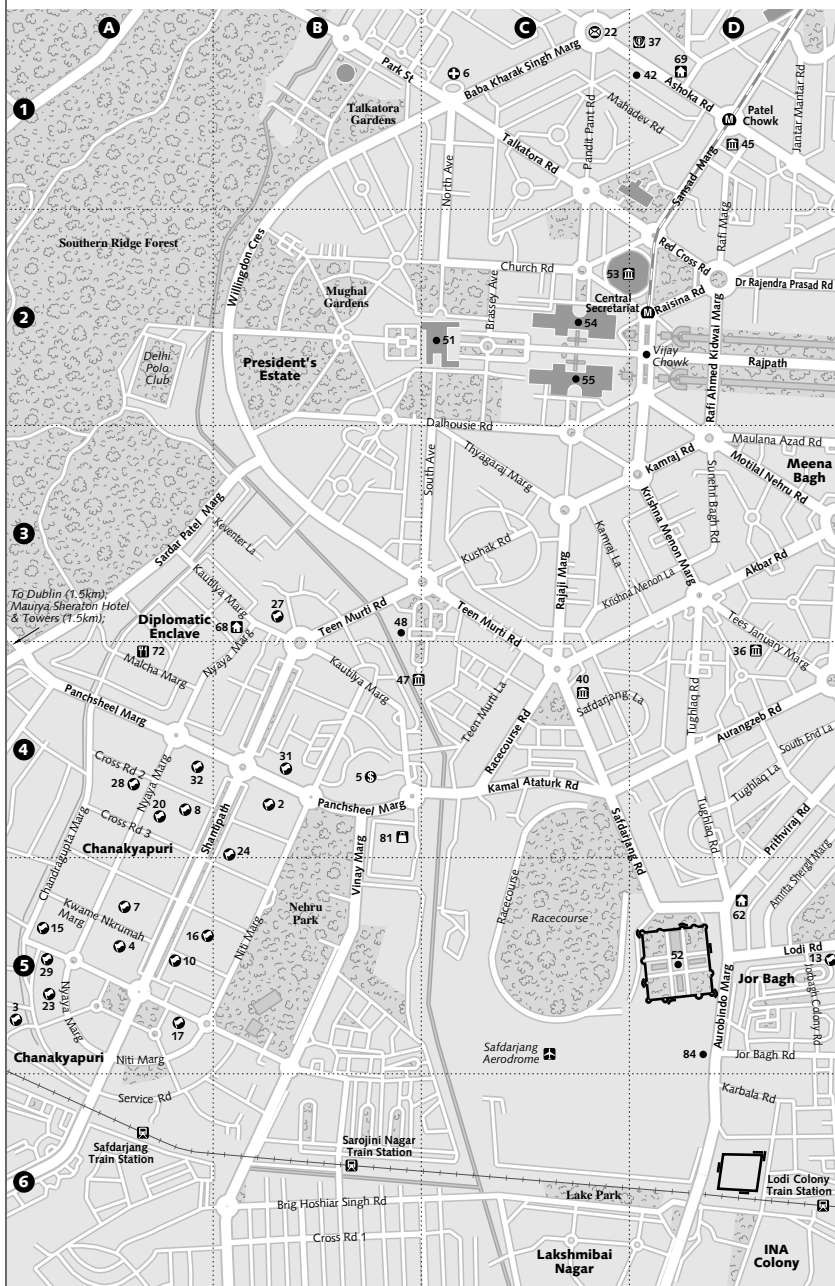 A
B
C
D
22
37
69
6
42
Park St
Baba Kharak Singh Marg
Ashoka Rd
1
Talkatora
Gardens
Mahadev Rd
Patel
Chowk
Jantar Mantar Rd
Pandit Pant Rd
Talkatora Rd
45
North Ave
Sansad Marg
Rafi Marg
Southern Ridge Forest
Willingdon Cres
Church Rd
Red Cross Rd
53
Mughal
Gardens
Central
Secretariat
Dr Rajendra Prasad Rd
Brassey Ave
Raisina Rd
2
54
51
Vijay
Chowk
Delhi
Polo
Club
President's
Estate
Rajpath
Rafi Ahmed Kidwai Marg
55
Dalhousie Rd
Maulana Azad Rd
South Ave
Thyagaraj Marg
Kamraj Rd
Motilal Nehru Rd
Meena
Bagh
Sunehri Bagh Rd
Krishna Menon Marg
Sardar Patel Marg
Keventer La
3
Kushak Rd
Kamraj La
Akbar Rd
Rajaji Marg
Krishna Menon La
To Dublin (1.5km);
Maurya Sheraton Hotel
& Towers (1.5km);
Kautilya Marg
27
Diplomatic
Enclave
68
Teen Murti Rd
48
Teen Murti Rd
Tees January Marg
72
Nyaya Marg
36
Malcha Marg
Kautilya Marg
47
40
Safdarjang La
Panchsheel Marg
Teen Murti La
Tughlaq Rd
Aurangzeb Rd
Racecourse Rd
South End La
4
Cross Rd 2
31
5
28
32
Nyaya Marg
Kamal Ataturk Rd
Tughlaq La
20
8
2
Panchsheel Marg
Prithviraj Rd
Cross Rd 3
Shantipath
81
Safdarjang Rd
Tughlaq Rd
Chanakyapuri
24
Vinay Marg
Chandragupta Marg
Amrita Shergil Marg
7
Nehru
Park
Racecourse
Racecourse
62
Kwame Nkrumah
Marg
15
4
16
Niti Marg
Lodi Rd
5
29
10
52
13
Jor Bagh
23
Jorbagh Colony Rd
3
Nyaya Marg
17
Aurobindo Marg
Chanakyapuri
Niti Marg
Safdarjang
Aerodrome
84
Jor Bagh Rd
Service Rd
Karbala Rd
Safdarjang
Train Station
Sarojini Nagar
Train Station
6
Lodi Colony
Train Station
Brig Hoshiar Singh Rd
Lake Park
Cross Rd 1
Lakshmibai
Nagar
INA
Colony